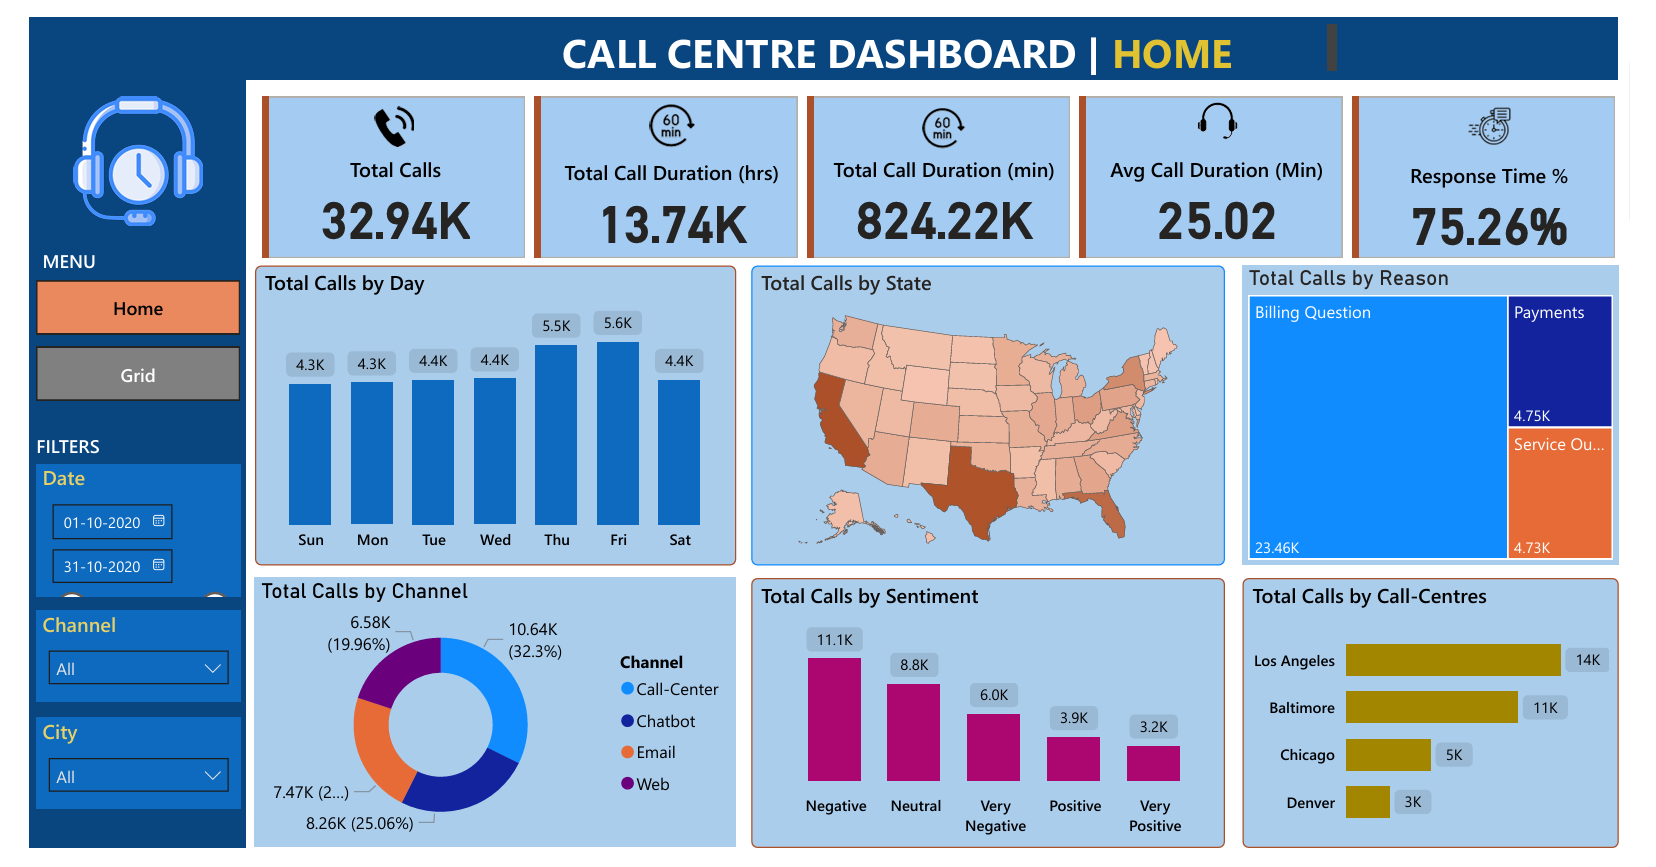 CALL CENTRE DASHBOARD | HOME
MENU
Home
Grid
FILTERS
Date
01-10-2020
31-10-2020
Channel
All
City
All
60 min
Total Calls
32.94K
Total Call Duration (hrs)
13.74K
60 min
Total Call Duration (min)
824.22K
Avg Call Duration (Min)
25.02
Response Time %
75.26%
Total Calls by Day
4.3K
4.3K
4.4K
4.4K
5.5K
5.6K
4.4K
Sun
Mon
Tue
Wed
Thu
Fri
Sat
Total Calls by State
Total Calls by Reason
Billing Question
23.46K
Payments
4.75K
Service Ou...
4.73K
Total Calls by Channel
6.58K
(19.96%)
10.64K
(32.3%)
7.47K (2...)
8.26K (25.06%)
Channel
Call-Center
Chatbot
Email
Web
Total Calls by Sentiment
11.1K
8.8K
6.0K
3.9K
3.2K
Negative
Neutral
Very
Negative
Positive
Very
Positive
Total Calls by Call-Centres
Los Angeles
14K
Baltimore
11K
Chicago
5K
Denver
3K